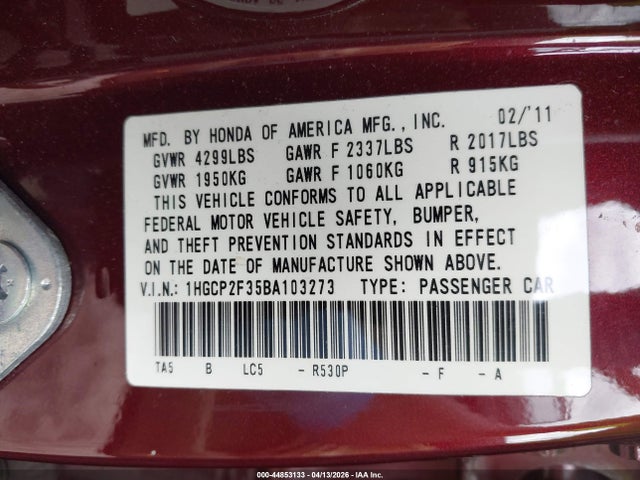 MFD. BY HONDA OF AMERICA MFG., INC. 02/'11
GVWR 4299LBS GAWR F 2337LBS R 2017LBS
GVWR 1950KG GAWR F 1060KG R 915KG
THIS VEHICLE CONFORMS TO ALL APPLICABLE
FEDERAL MOTOR VEHICLE SAFETY, BUMPER,
AND THEFT PREVENTION STANDARDS IN EFFECT
ON THE DATE OF MANUFACTURE SHOWN ABOVE.
V.I.N.: 1HGCP2F35BA103273 TYPE: PASSENGER CAR
TA5 B LC5 - R530P - F - A
000-44853133 - 04/13/2026 - IAA Inc.